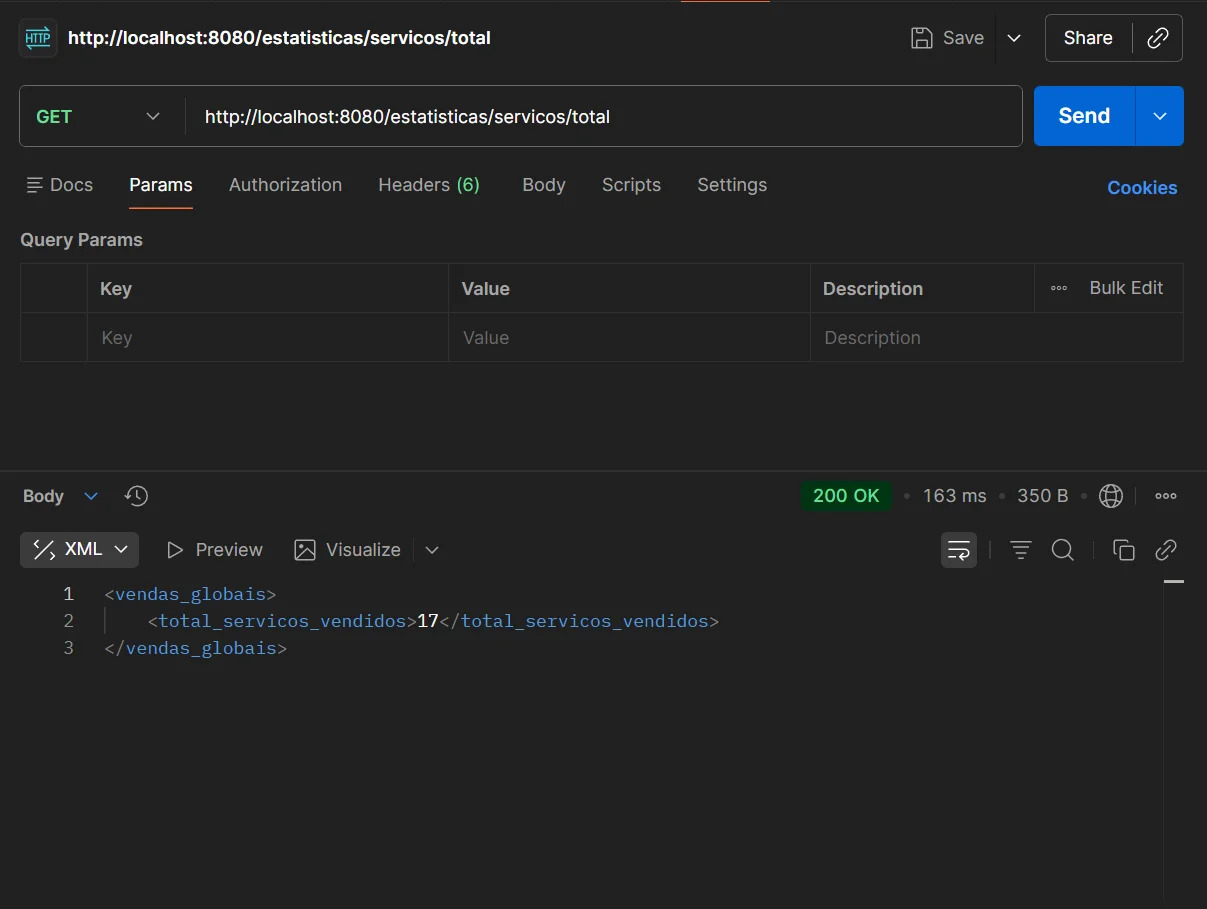 HTTP http://localhost:8080/estatisticas/servicos/total Save Share
GET http://localhost:8080/estatisticas/servicos/total Send
Docs Params Authorization Headers (6) Body Scripts Settings Cookies
Query Params
Key Value Description Bulk Edit
Key Value Description
Body 200 OK • 163 ms • 350 B •
XML Preview Visualize
1 <vendas_globais>
2 <total_servicos_vendidos>17</total_servicos_vendidos>
3 </vendas_globais>